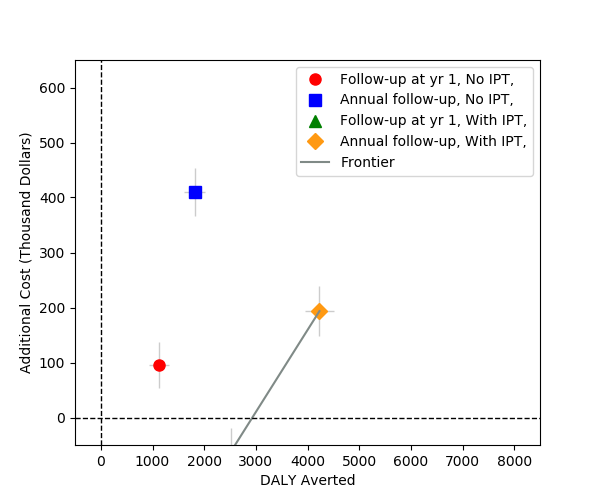 Follow-up at yr 1, No IPT,
Annual follow-up, No IPT,
Follow-up at yr 1, With IPT,
Annual follow-up, With IPT,
Frontier
600
500
400
300
200
100
0
Additional Cost (Thousand Dollars)
0 1000 2000 3000 4000 5000 6000 7000 8000
DALY Averted